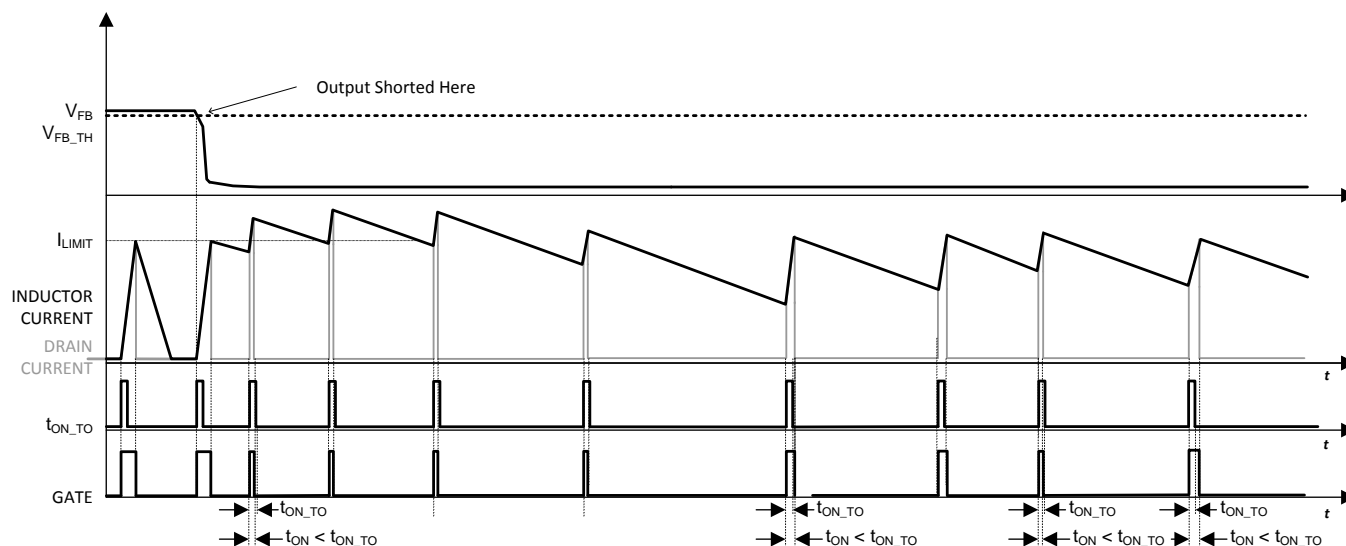 Output Shorted Here
VFB
VFB_TH
ILIMIT
INDUCTOR
CURRENT
DRAIN
CURRENT
t
tON_TO
t
GATE
t
tON_TO
tON_TO
tON_TO
tON_TO
tON < tON_TO
tON < tON_TO
tON < tON_TO
tON < tON_TO